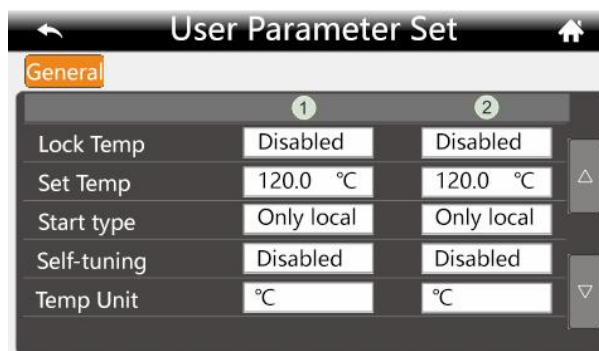 User Parameter Set
General
1 2
Lock Temp Disabled Disabled
Set Temp 120.0 ℃ 120.0 ℃
Start type Only local Only local
Self-tuning Disabled Disabled
Temp Unit ℃ ℃